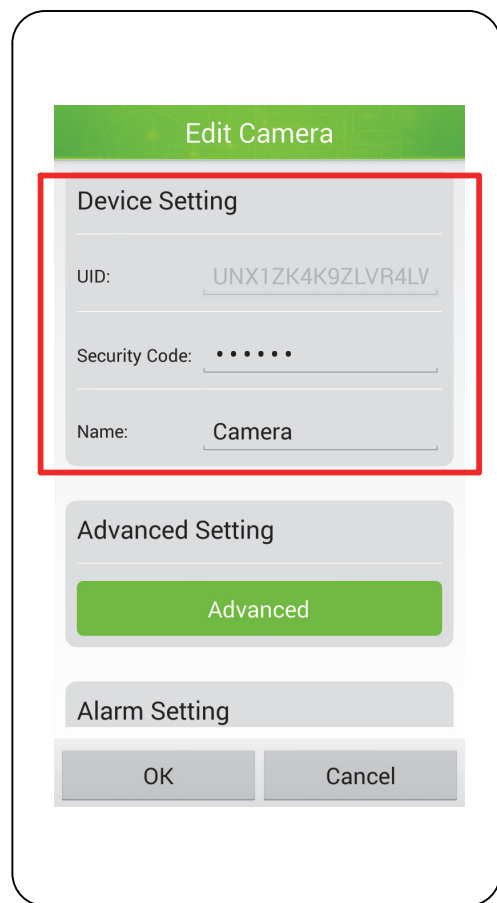 Edit Camera
Device Setting
UID: UNX1ZK4K9ZLVR4LV
Security Code: ••••••
Name: Camera
Advanced Setting
Advanced
Alarm Setting
OK Cancel